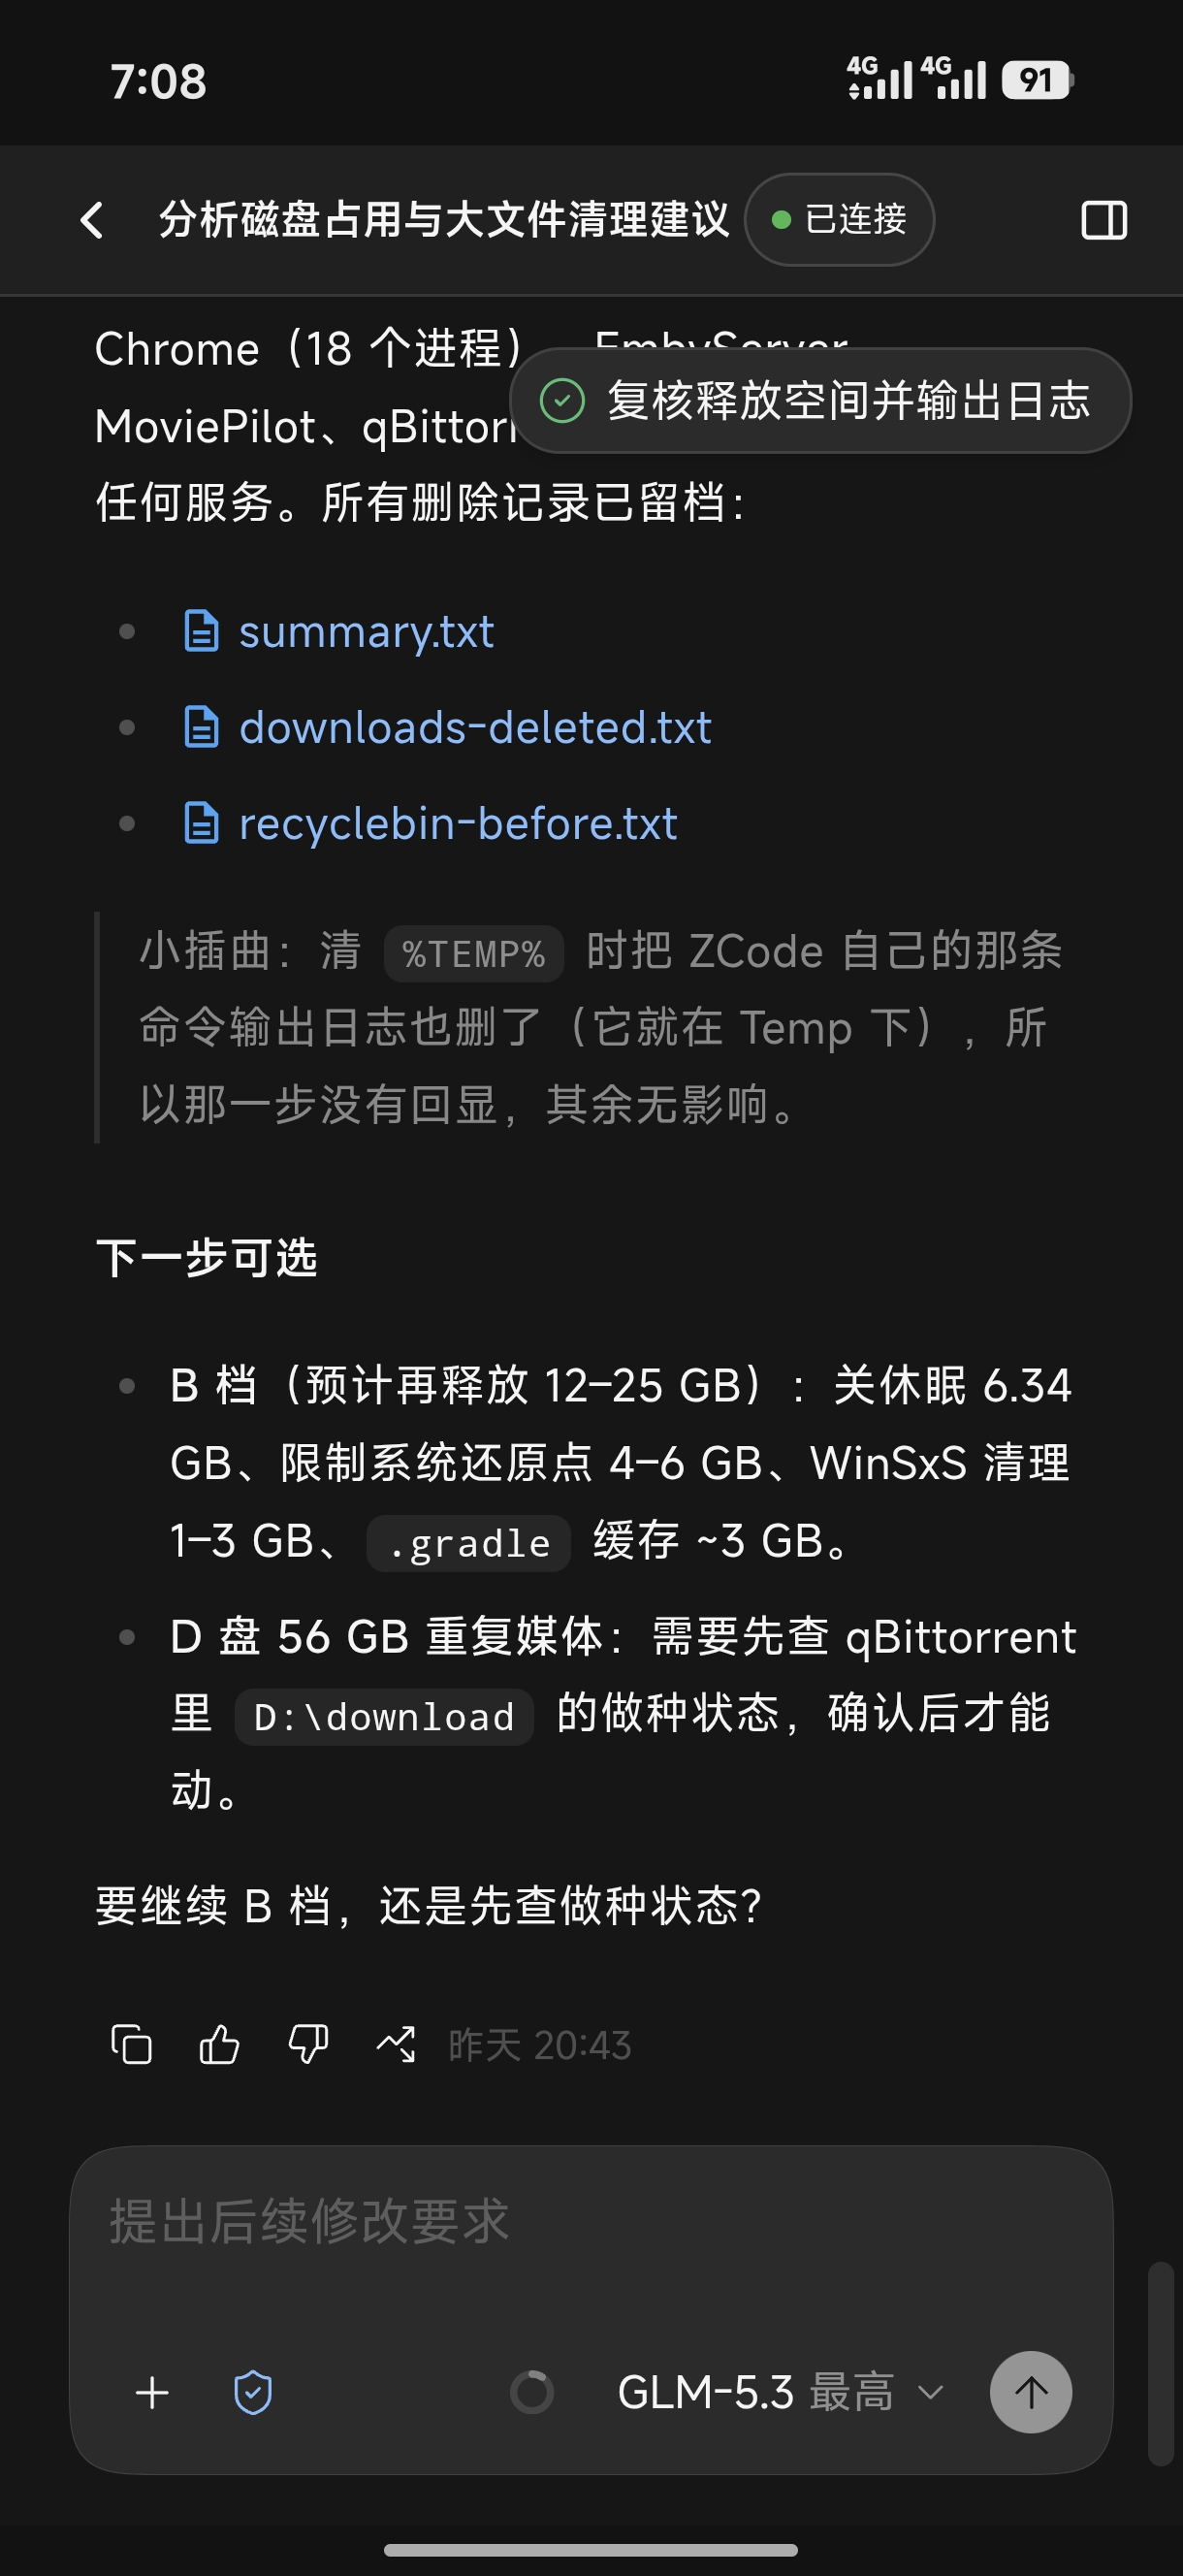 7:08
4G 4G 91
分析磁盘占用与大文件清理建议 已连接
Chrome（18 个进程） EmbyServer
复核释放空间并输出日志
MoviePilot、qBittorr
任何服务。所有删除记录已留档：
summary.txt
downloads-deleted.txt
recyclebin-before.txt
小插曲：清 %TEMP% 时把 ZCode 自己的那条
命令输出日志也删了（它就在 Temp 下），所
以那一步没有回显，其余无影响。
下一步可选
B 档（预计再释放 12–25 GB）：关休眠 6.34
GB、限制系统还原点 4–6 GB、WinSxS 清理
1–3 GB、 .gradle 缓存 ~3 GB。
D 盘 56 GB 重复媒体：需要先查 qBittorrent
里 D:\download 的做种状态，确认后才能
动。
要继续 B 档，还是先查做种状态？
昨天 20:43
提出后续修改要求
GLM-5.3 最高